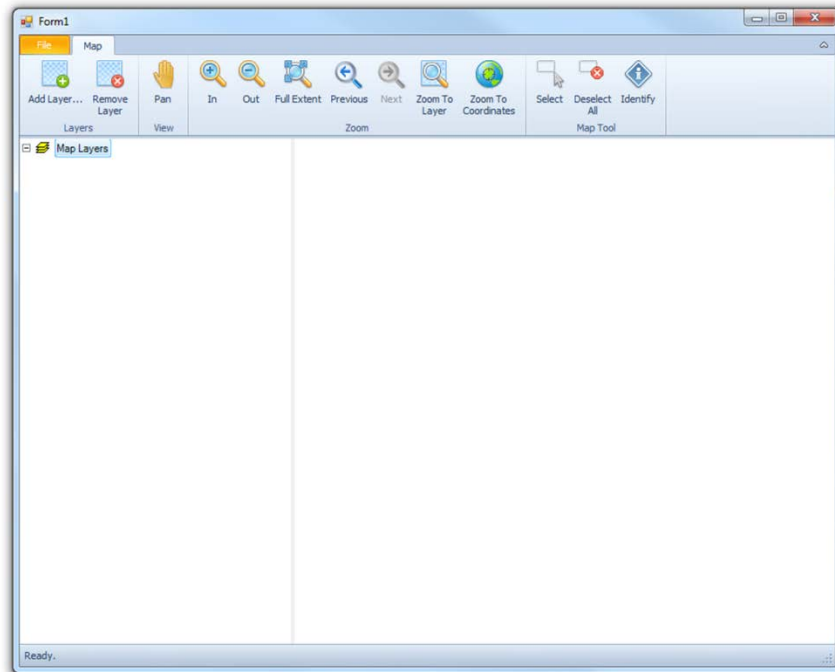 Form1
File Map
Add Layer... Remove Layer Pan In Out Full Extent Previous Next Zoom To Layer Zoom To Coordinates Select Deselect All Identify
Layers View Zoom Map Tool
Map Layers
Ready.